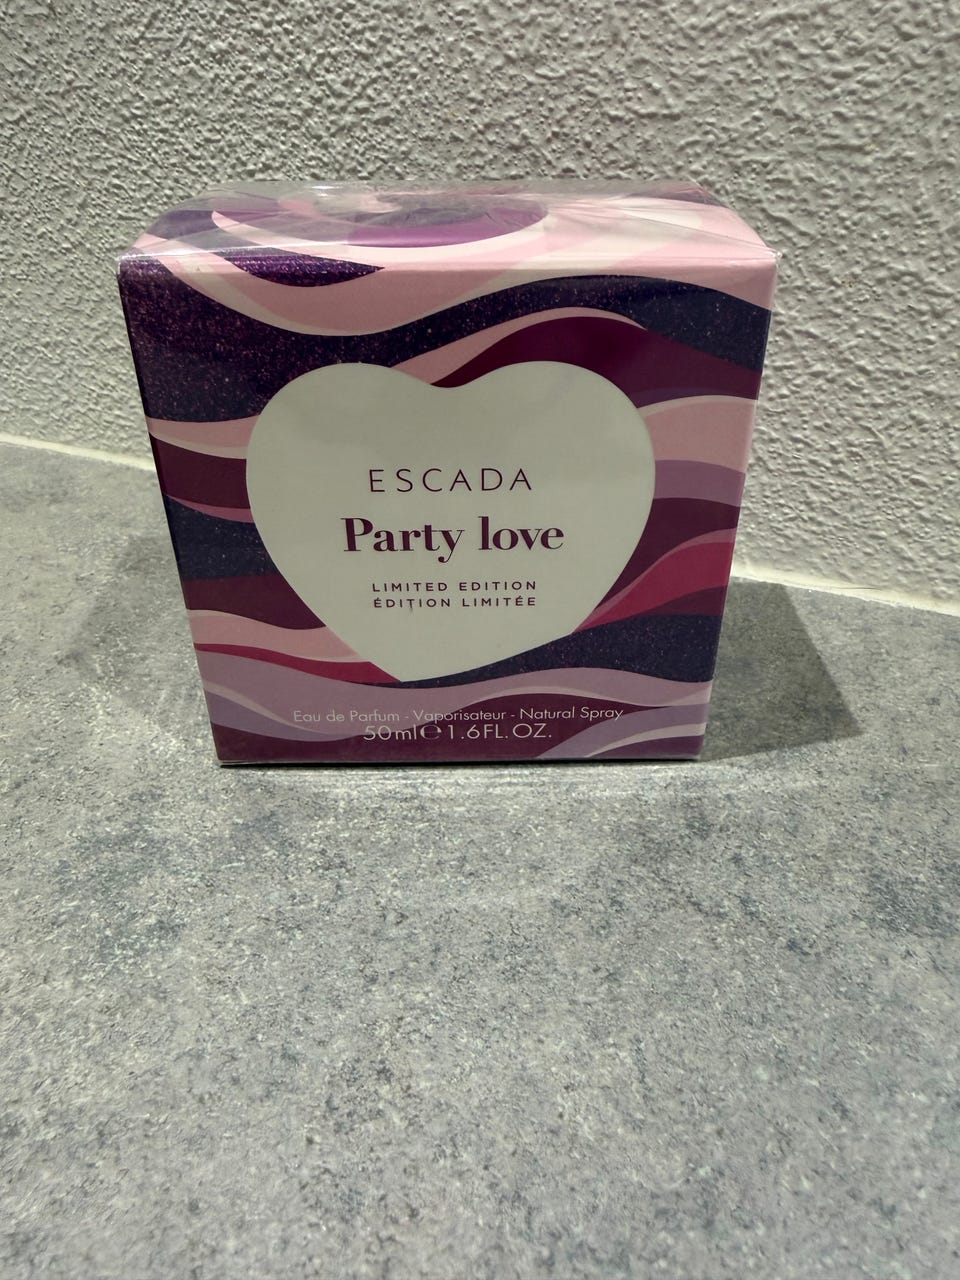 ESCADA
Party love
LIMITED EDITION
ÉDITION LIMITÉE
Eau de Parfum - Vaporisateur - Natural Spray
50ml℮1.6FL.OZ.